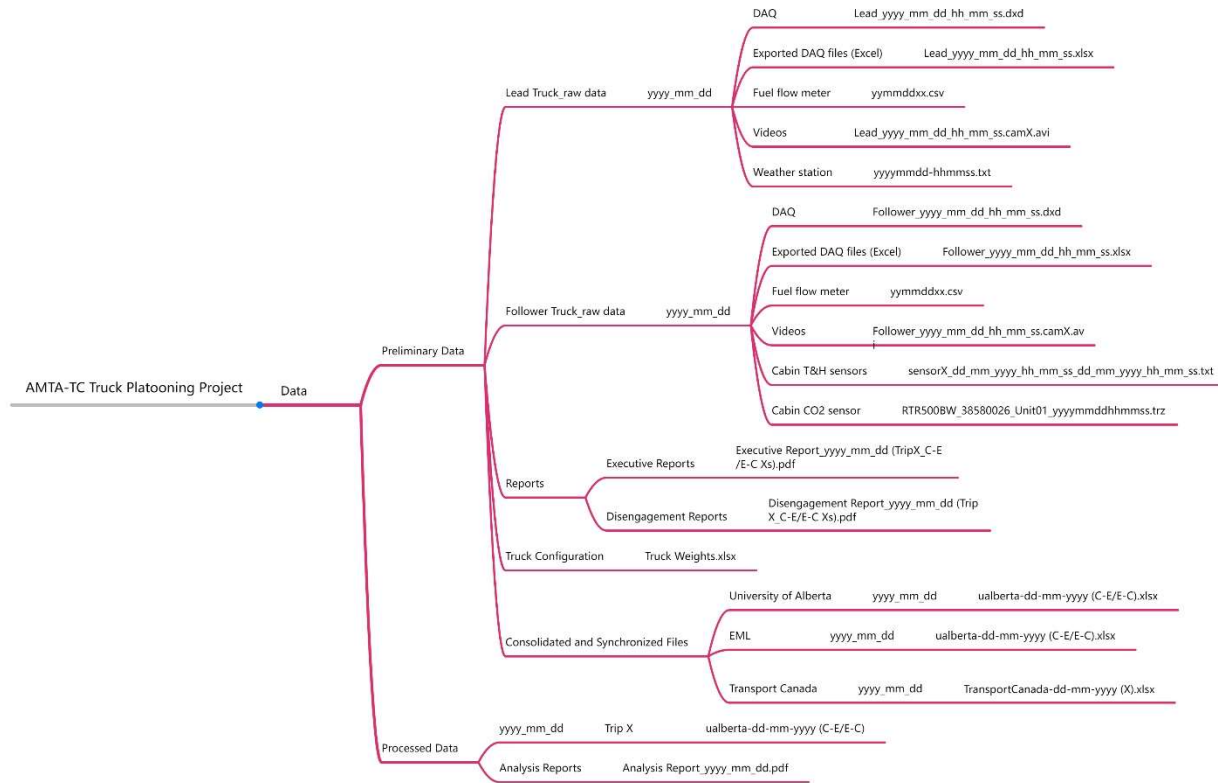 DAQ Lead_yyyy_mm_dd_hh_mm_ss.dxd
Exported DAQ files (Excel) Lead_yyyy_mm_dd_hh_mm_ss.xlsx
Lead Truck_raw data yyyy_mm_dd
Fuel flow meter yymmddxx.csv
Videos Lead_yyyy_mm_dd_hh_mm_ss.camX.avi
Weather station yyyymmdd-hhmmss.txt
DAQ Follower_yyyy_mm_dd_hh_mm_ss.dxd
Exported DAQ files (Excel) Follower_yyyy_mm_dd_hh_mm_ss.xlsx
Fuel flow meter yymmddxx.csv
Follower Truck_raw data yyyy_mm_dd
Videos Follower_yyyy_mm_dd_hh_mm_ss.camX.av
i
Preliminary Data
Cabin T&H sensors sensorX_dd_mm_yyyy_hh_mm_ss_dd_mm_yyyy_hh_mm_ss.txt
AMTA-TC Truck Platooning Project Data
Cabin CO2 sensor RTR500BW_38580026_Unit01_yyyymmddhhmmss.trz
Executive Reports Executive Report_yyyy_mm_dd (TripX_C-E
/E-C Xs).pdf
Reports
Disengagement Reports Disengagement Report_yyyy_mm_dd (Trip
X_C-E/E-C Xs).pdf
Truck Configuration Truck Weights.xlsx
University of Alberta yyyy_mm_dd ualberta-dd-mm-yyyy (C-E/E-C).xlsx
EML yyyy_mm_dd ualberta-dd-mm-yyyy (C-E/E-C).xlsx
Consolidated and Synchronized Files
Transport Canada yyyy_mm_dd TransportCanada-dd-mm-yyyy (X).xlsx
yyyy_mm_dd Trip X ualberta-dd-mm-yyyy (C-E/E-C)
Processed Data
Analysis Reports Analysis Report_yyyy_mm_dd.pdf